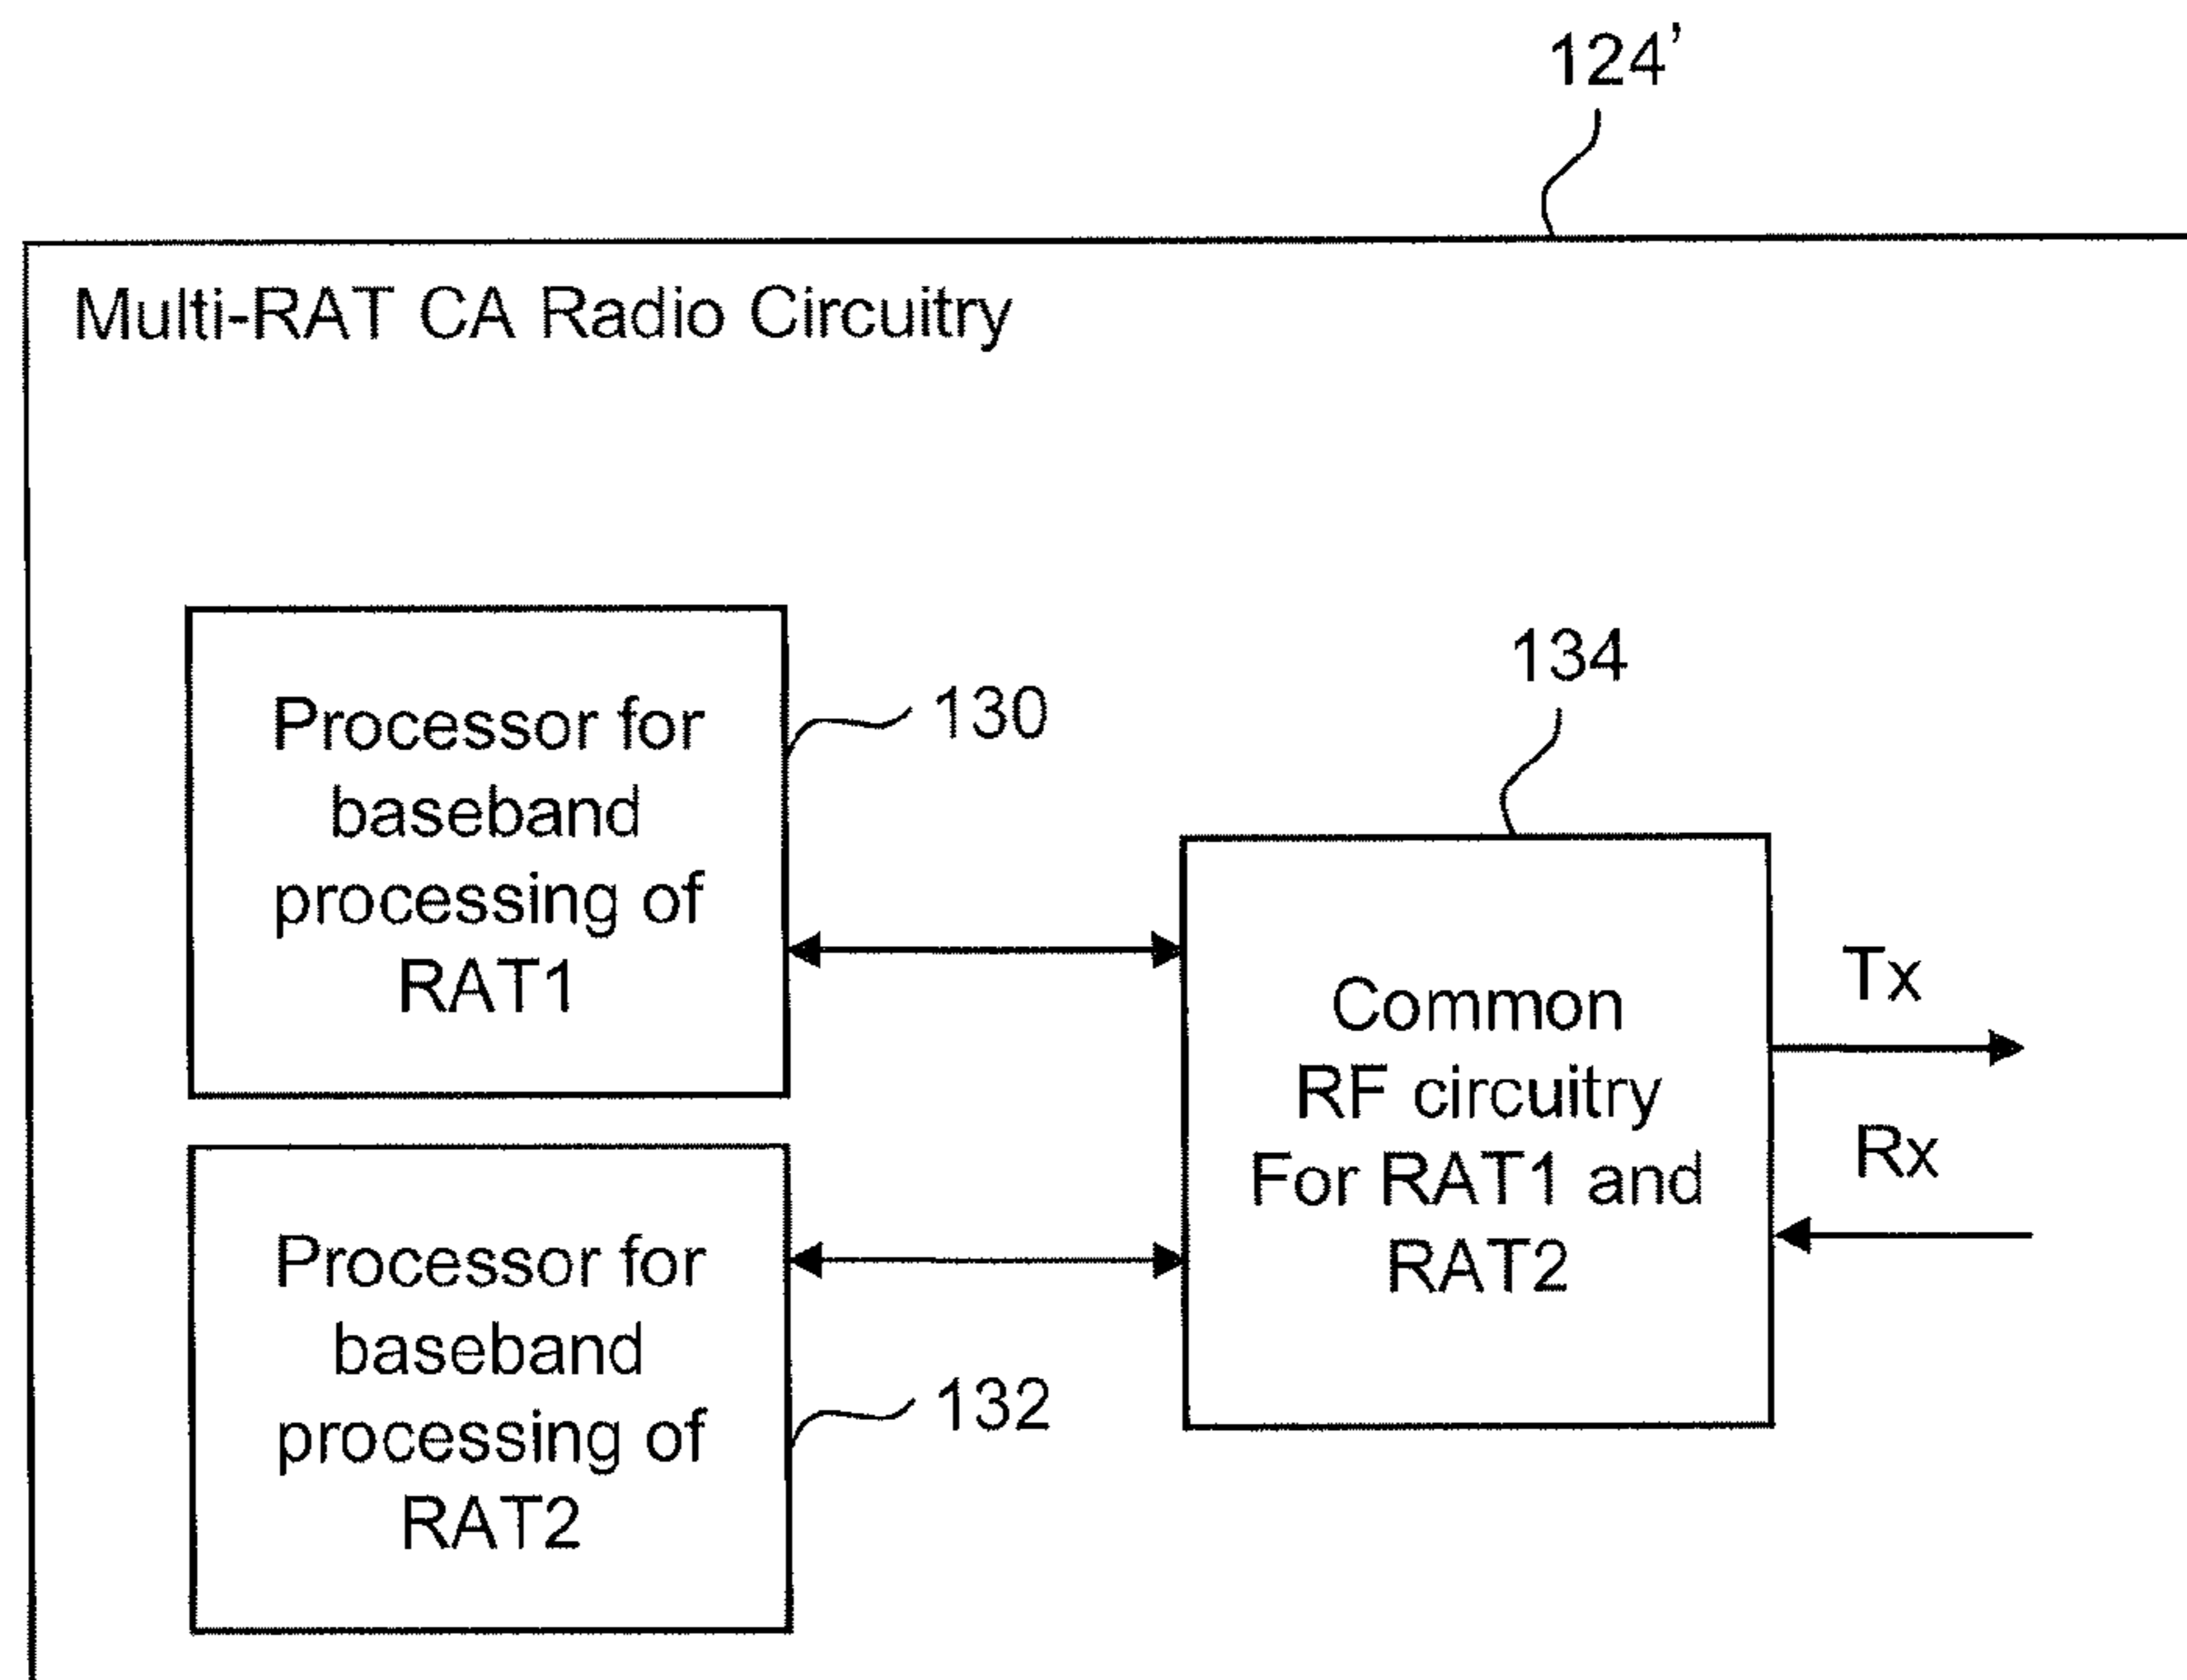 124'
Multi-RAT CA Radio Circuitry
Processor for
baseband
processing of
RAT1
130
134
Common
RF circuitry
For RAT1 and
RAT2
Tx
Rx
Processor for
baseband
processing of
RAT2
132